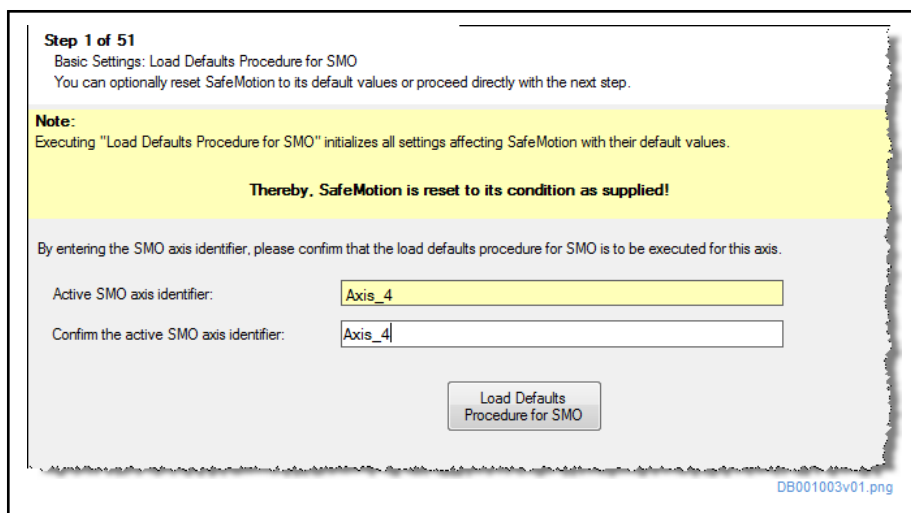 Step 1 of 51
Basic Settings: Load Defaults Procedure for SMO
You can optionally reset SafeMotion to its default values or proceed directly with the next step.
Note:
Executing "Load Defaults Procedure for SMO" initializes all settings affecting SafeMotion with their default values.
Thereby, SafeMotion is reset to its condition as supplied!
By entering the SMO axis identifier, please confirm that the load defaults procedure for SMO is to be executed for this axis.
Active SMO axis identifier:
Axis_4
Confirm the active SMO axis identifier:
Axis_4
Load Defaults
Procedure for SMO
DB001003v01.png